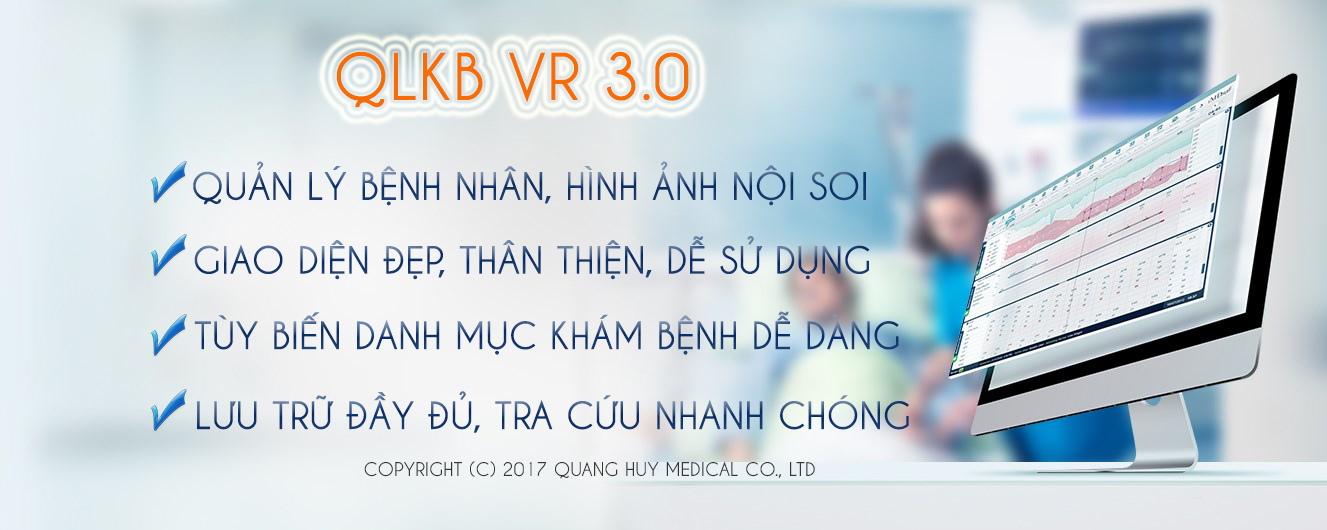 QLKB VR 3.0
QUẢN LÝ BỆNH NHÂN, HÌNH ẢNH NỘI SOI
GIAO DIỆN ĐẸP, THÂN THIỆN, DỄ SỬ DỤNG
TÙY BIẾN DANH MỤC KHÁM BỆNH DỄ DÀNG
LƯU TRỮ ĐẦY ĐỦ, TRA CỨU NHANH CHÓNG
COPYRIGHT (C) 2017 QUANG HUY MEDICAL CO., LTD